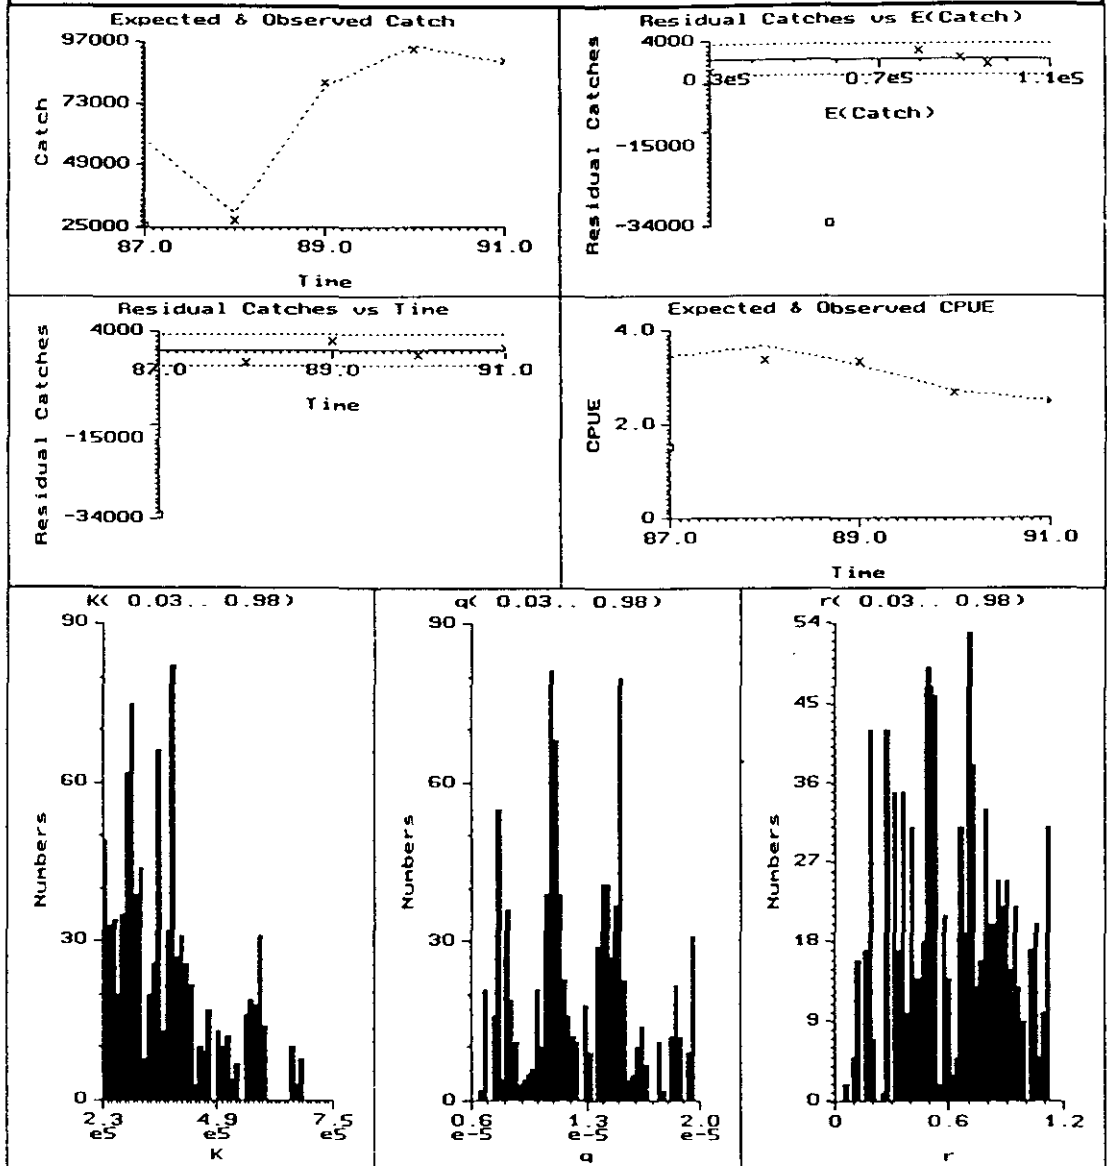 Expected & Observed Catch
97000
73000
49000
25000
Catch
87.0 89.0 91.0
Time
Residual Catches vs E(Catch)
4000
-15000
-34000
Residual Catches
0.3e5 0.7e5 1.1e5
E(Catch)
Residual Catches vs Time
4000
-15000
-34000
Residual Catches
87.0 89.0 91.0
Time
Expected & Observed CPUE
4.0
2.0
0
CPUE
87.0 89.0 91.0
Time
K( 0.03.. 0.98)
90
60
30
0
Numbers
2.3 4.9 7.5
e5 e5 e5
K
q( 0.03.. 0.98)
90
60
30
0
Numbers
0.6 1.3 2.0
e-5 e-5 e-5
q
r( 0.03.. 0.98)
54
45
36
27
18
9
0
Numbers
0 0.6 1.2
r